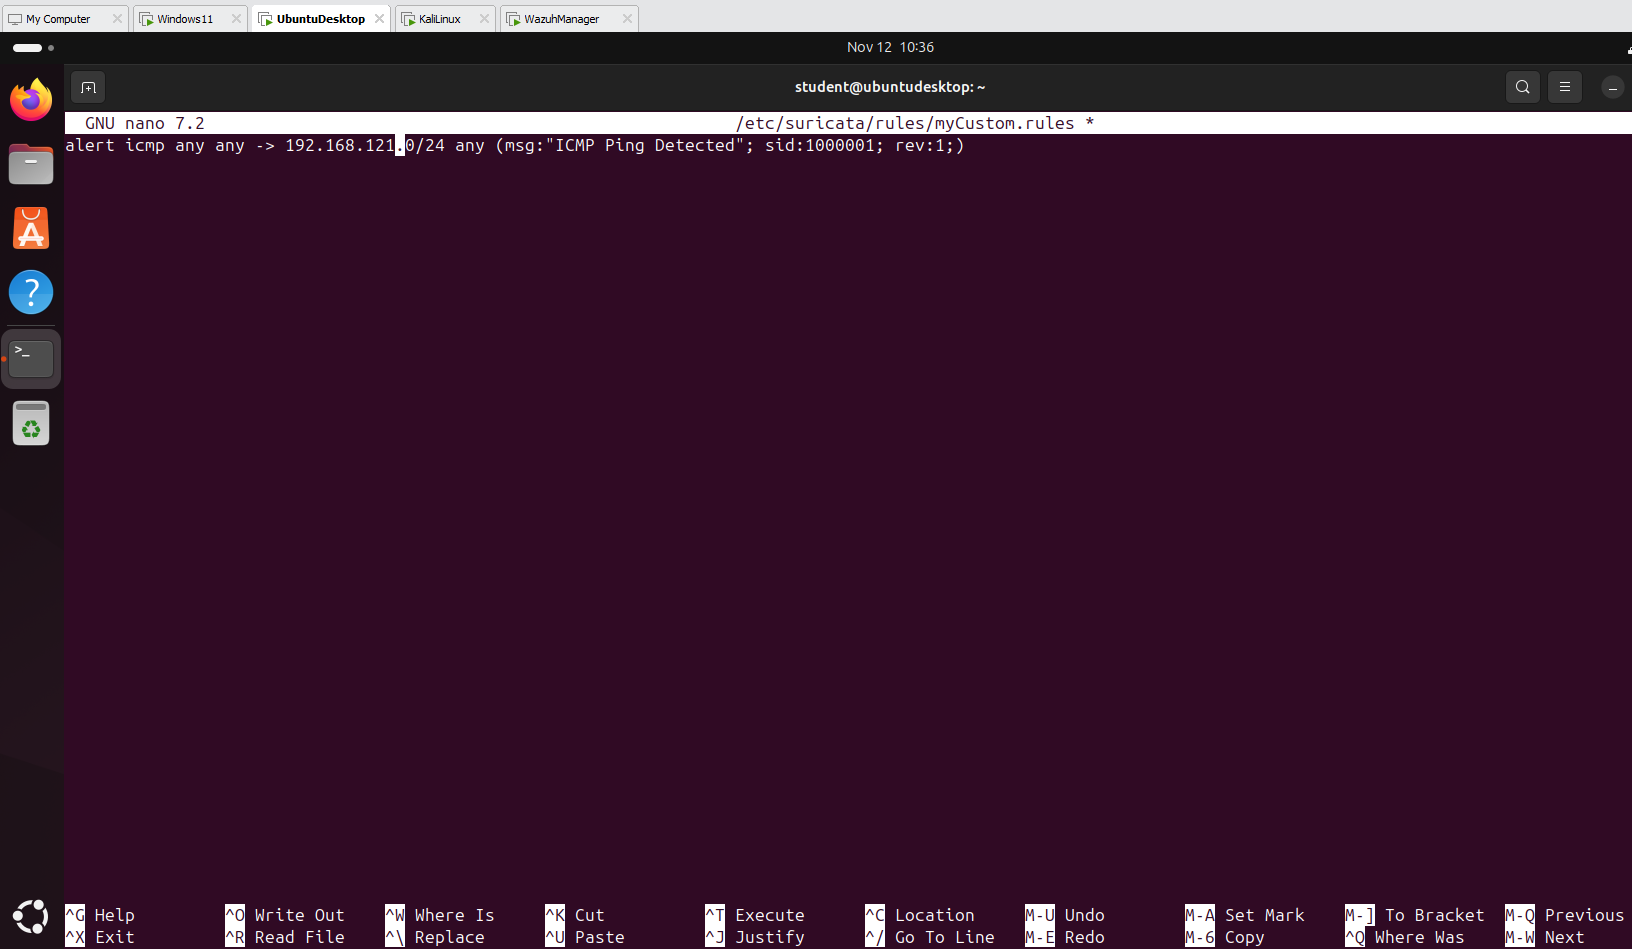 My Computer Windows11 UbuntuDesktop KaliLinux WazuhManager
Nov 12 10:36
student@ubuntudesktop: ~
GNU nano 7.2 /etc/suricata/rules/myCustom.rules *
alert icmp any any -> 192.168.121.0/24 any (msg:"ICMP Ping Detected"; sid:1000001; rev:1;)
^G Help ^O Write Out ^W Where Is ^K Cut ^T Execute ^C Location M-U Undo M-A Set Mark M-] To Bracket M-Q Previous
^X Exit ^R Read File ^\ Replace ^U Paste ^J Justify ^/ Go To Line M-E Redo M-6 Copy ^Q Where Was M-W Next